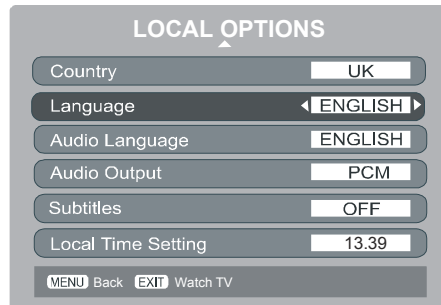 LOCAL OPTIONS
Country UK
Language ENGLISH
Audio Language ENGLISH
Audio Output PCM
Subtitles OFF
Local Time Setting 13.39
MENU Back EXIT Watch TV